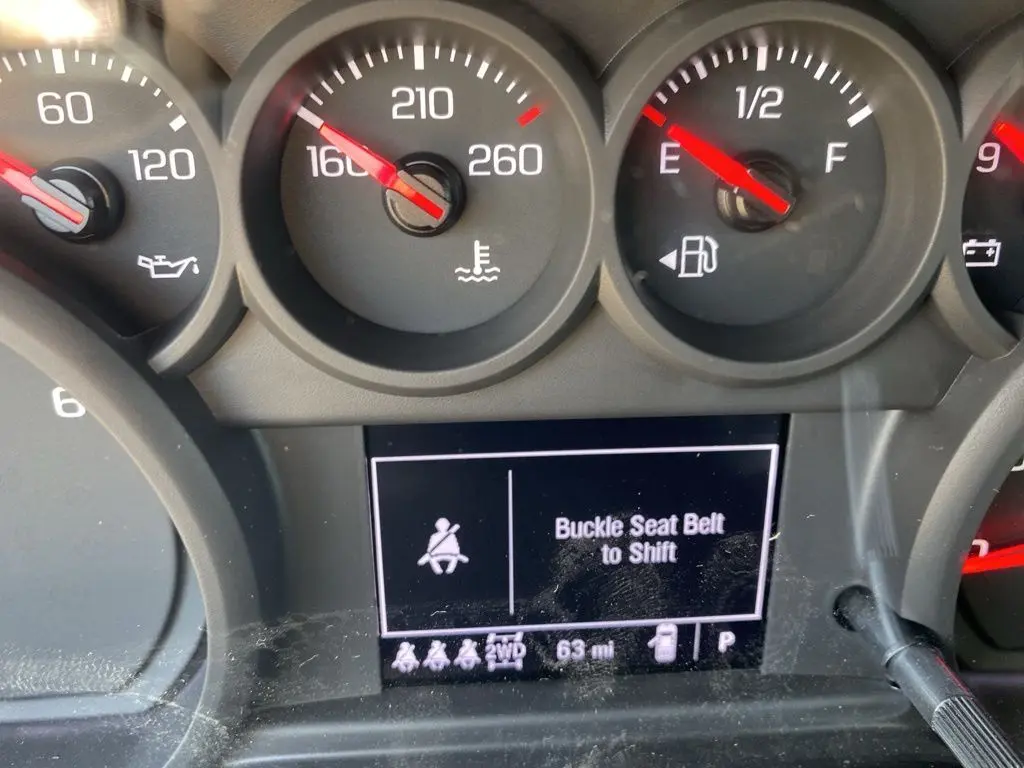 60
120
210
160
260
1/2
E
F
9
6
Buckle Seat Belt
to Shift
2WD
63 mi
P